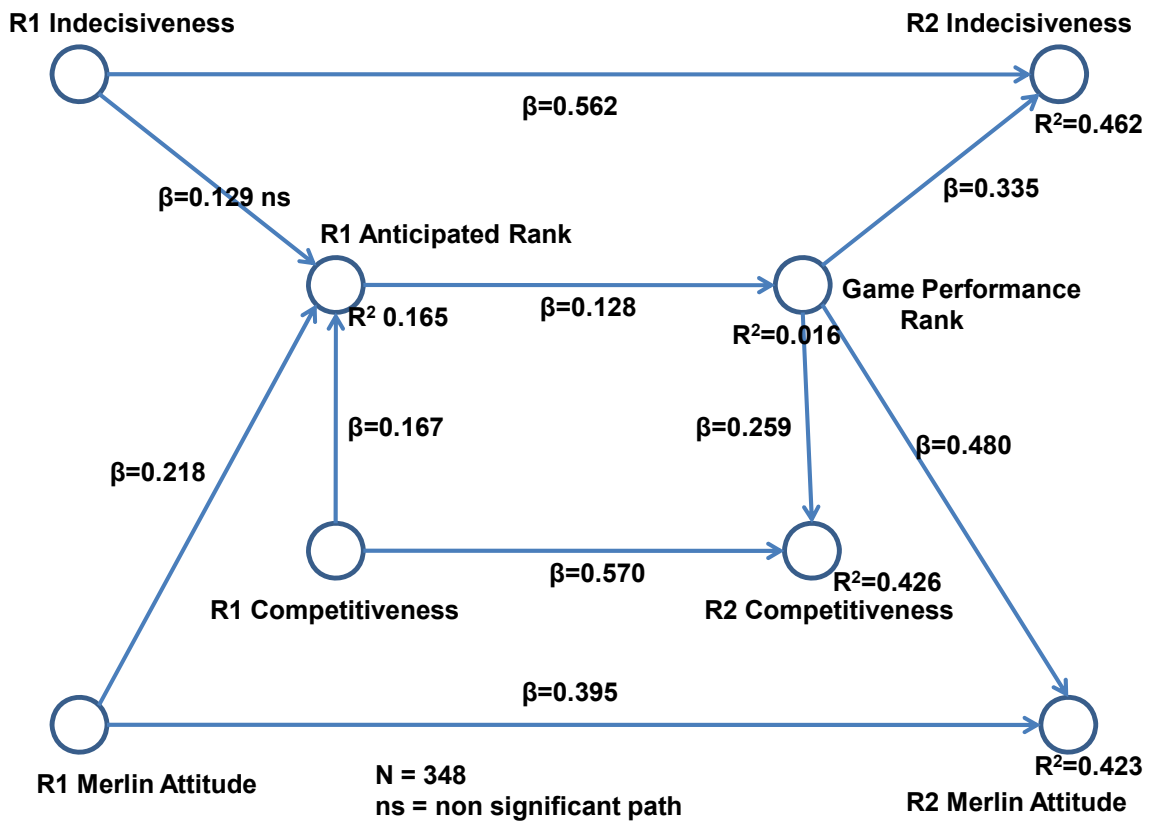 R1 Indecisiveness
R2 Indecisiveness
β=0.562
R²=0.462
β=0.129 ns
β=0.335
R1 Anticipated Rank
R² 0.165
β=0.128
Game Performance
Rank
R²=0.016
β=0.167
β=0.259
β=0.480
β=0.218
β=0.570
R²=0.426
R1 Competitiveness
R2 Competitiveness
β=0.395
R1 Merlin Attitude
N = 348
ns = non significant path
R²=0.423
R2 Merlin Attitude